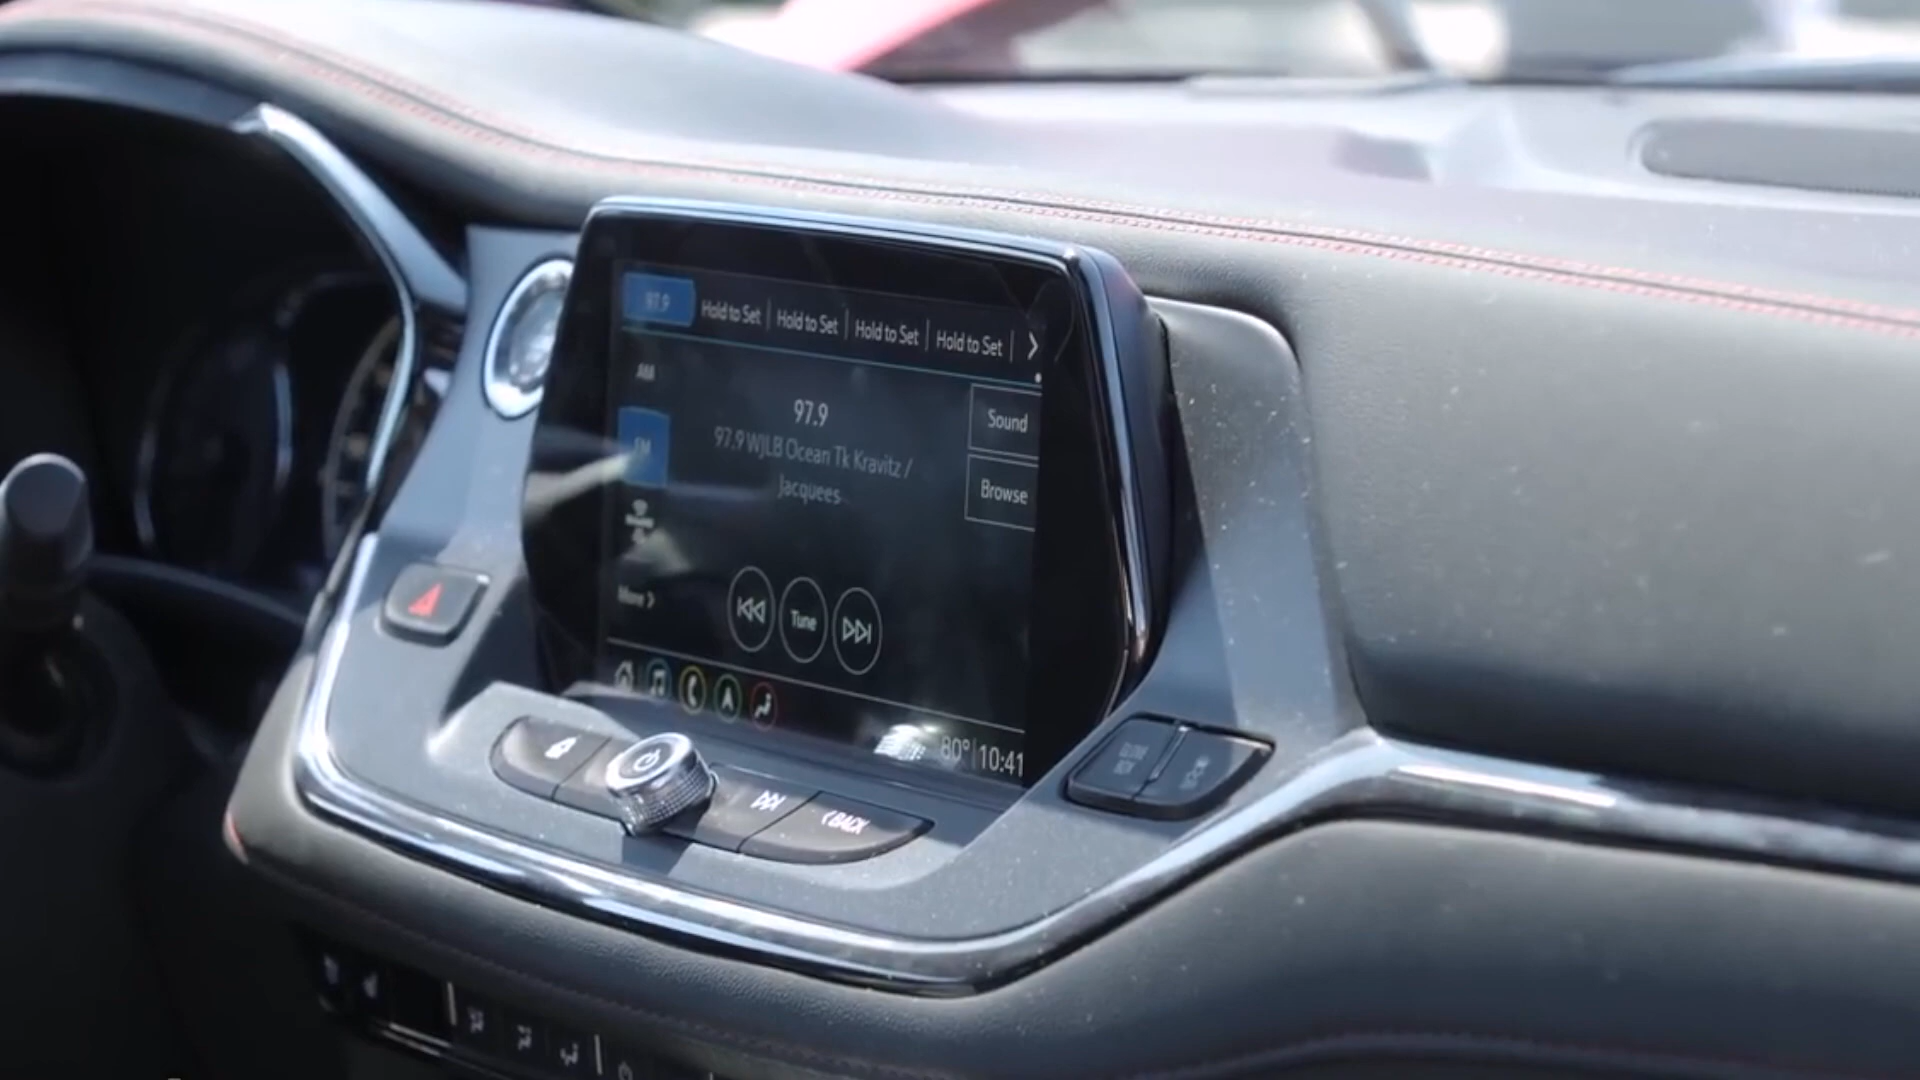 97.9
Hold to Set
Hold to Set
Hold to Set
Hold to Set
AM
97.9
Sound
FM
97.9 WJLB Ocean Tk Kravitz /
Jacquees
Browse
More
Tune
80° 10:41
BACK